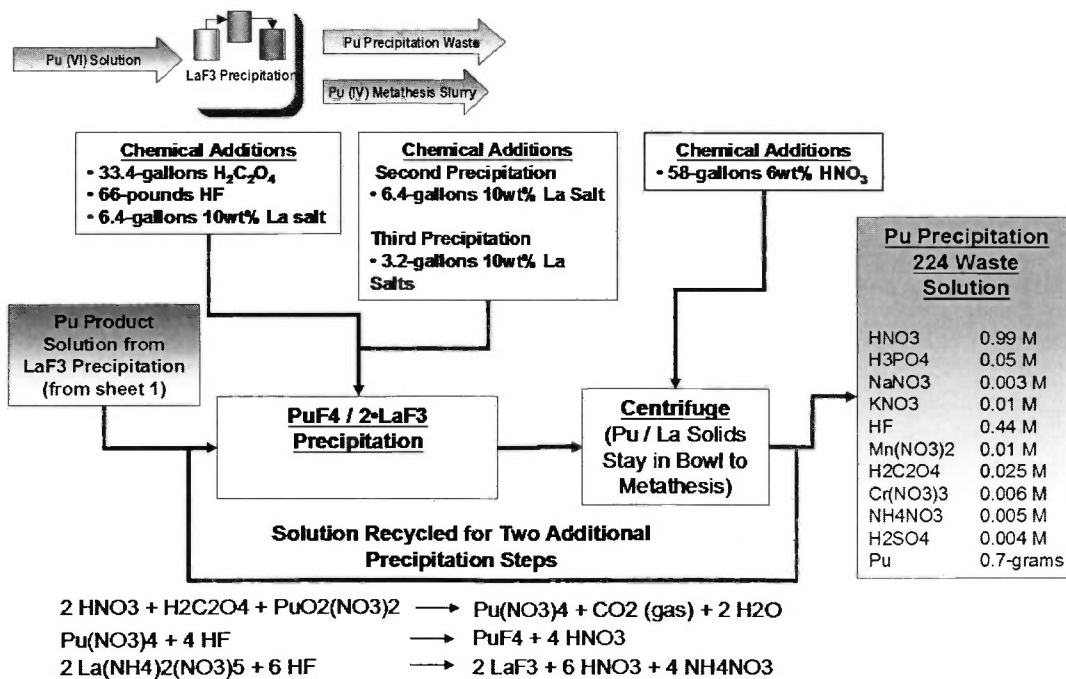 Pu (VI) Solution
LaF3 Precipitation
Pu Precipitation Waste
Pu (IV) Metathesis Slurry
Chemical Additions
• 33.4-gallons H₂C₂O₄
• 66-pounds HF
• 6.4-gallons 10wt% La salt
Chemical Additions
Second Precipitation
• 6.4-gallons 10wt% La Salt
Third Precipitation
• 3.2-gallons 10wt% La
Salts
Chemical Additions
• 58-gallons 6wt% HNO₃
Pu Product
Solution from
LaF3 Precipitation
(from sheet 1)
PuF4 / 2•LaF3
Precipitation
Centrifuge
(Pu / La Solids
Stay in Bowl to
Metathesis)
Solution Recycled for Two Additional
Precipitation Steps
Pu Precipitation
224 Waste
Solution
HNO3 0.99 M
H3PO4 0.05 M
NaNO3 0.003 M
KNO3 0.01 M
HF 0.44 M
Mn(NO3)2 0.01 M
H2C2O4 0.025 M
Cr(NO3)3 0.006 M
NH4NO3 0.005 M
H2SO4 0.004 M
Pu 0.7-grams
2 HNO3 + H2C2O4 + PuO2(NO3)2 → Pu(NO3)4 + CO2 (gas) + 2 H2O
Pu(NO3)4 + 4 HF → PuF4 + 4 HNO3
2 La(NH4)2(NO3)5 + 6 HF → 2 LaF3 + 6 HNO3 + 4 NH4NO3